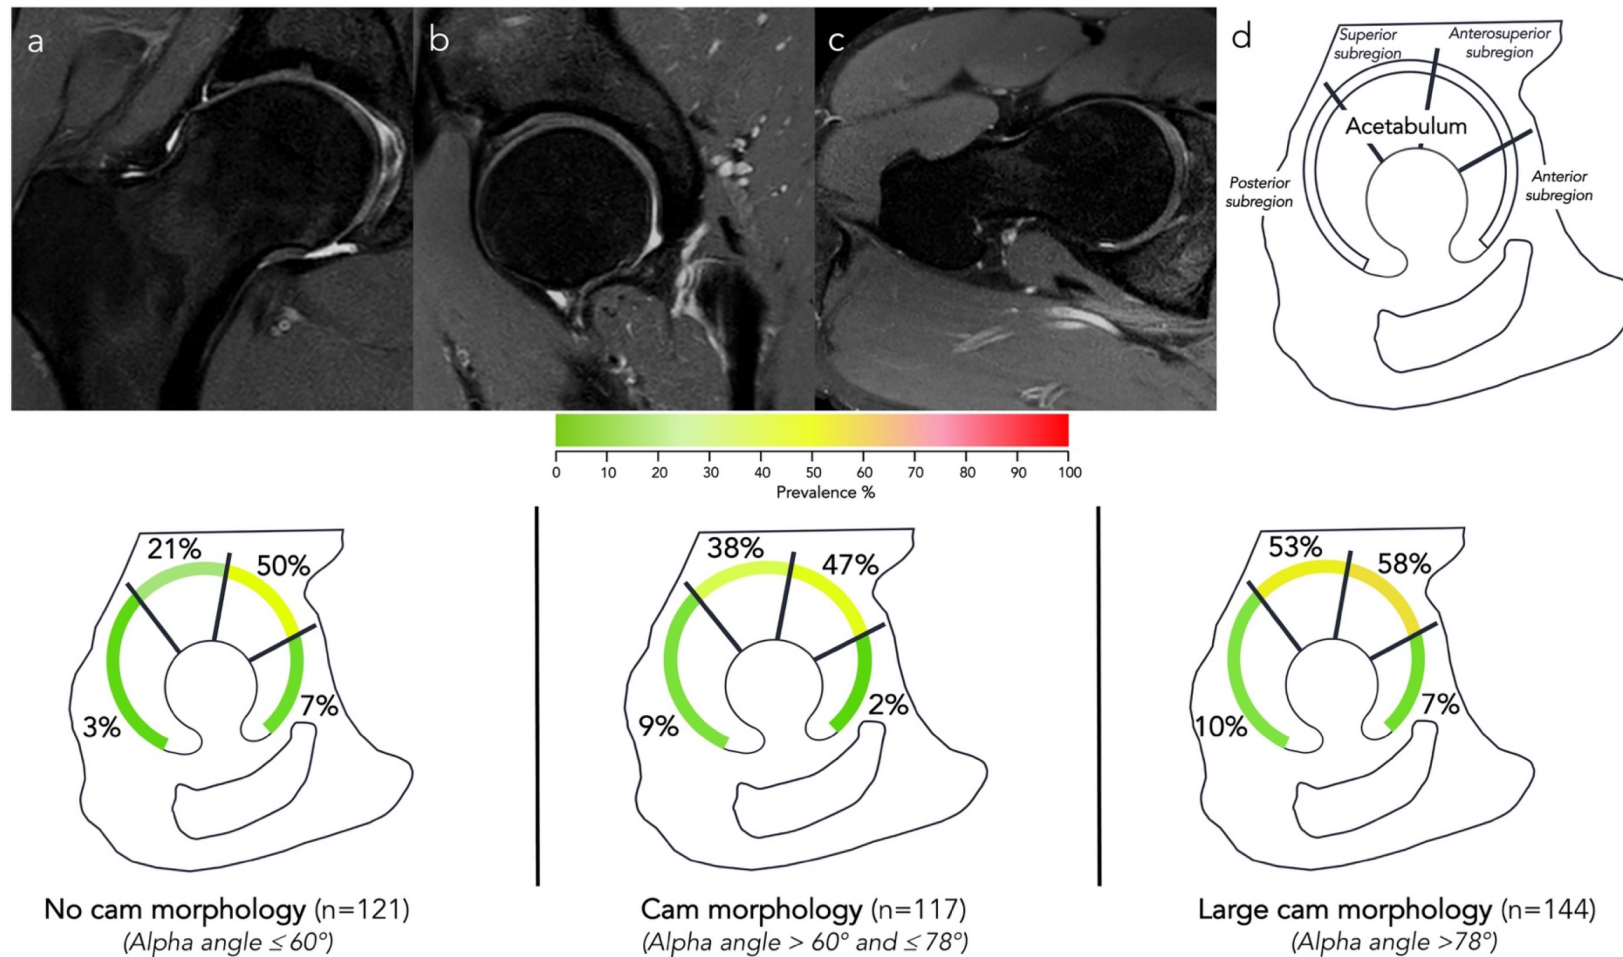 a
b
c
d
Superior
subregion
Anterosuperior
subregion
Acetabulum
Posterior
subregion
Anterior
subregion
0 10 20 30 40 50 60 70 80 90 100
Prevalence %
21%
50%
3%
7%
38%
47%
9%
2%
53%
58%
10%
7%
No cam morphology (n=121)
(Alpha angle ≤ 60°)
Cam morphology (n=117)
(Alpha angle > 60° and ≤ 78°)
Large cam morphology (n=144)
(Alpha angle >78°)